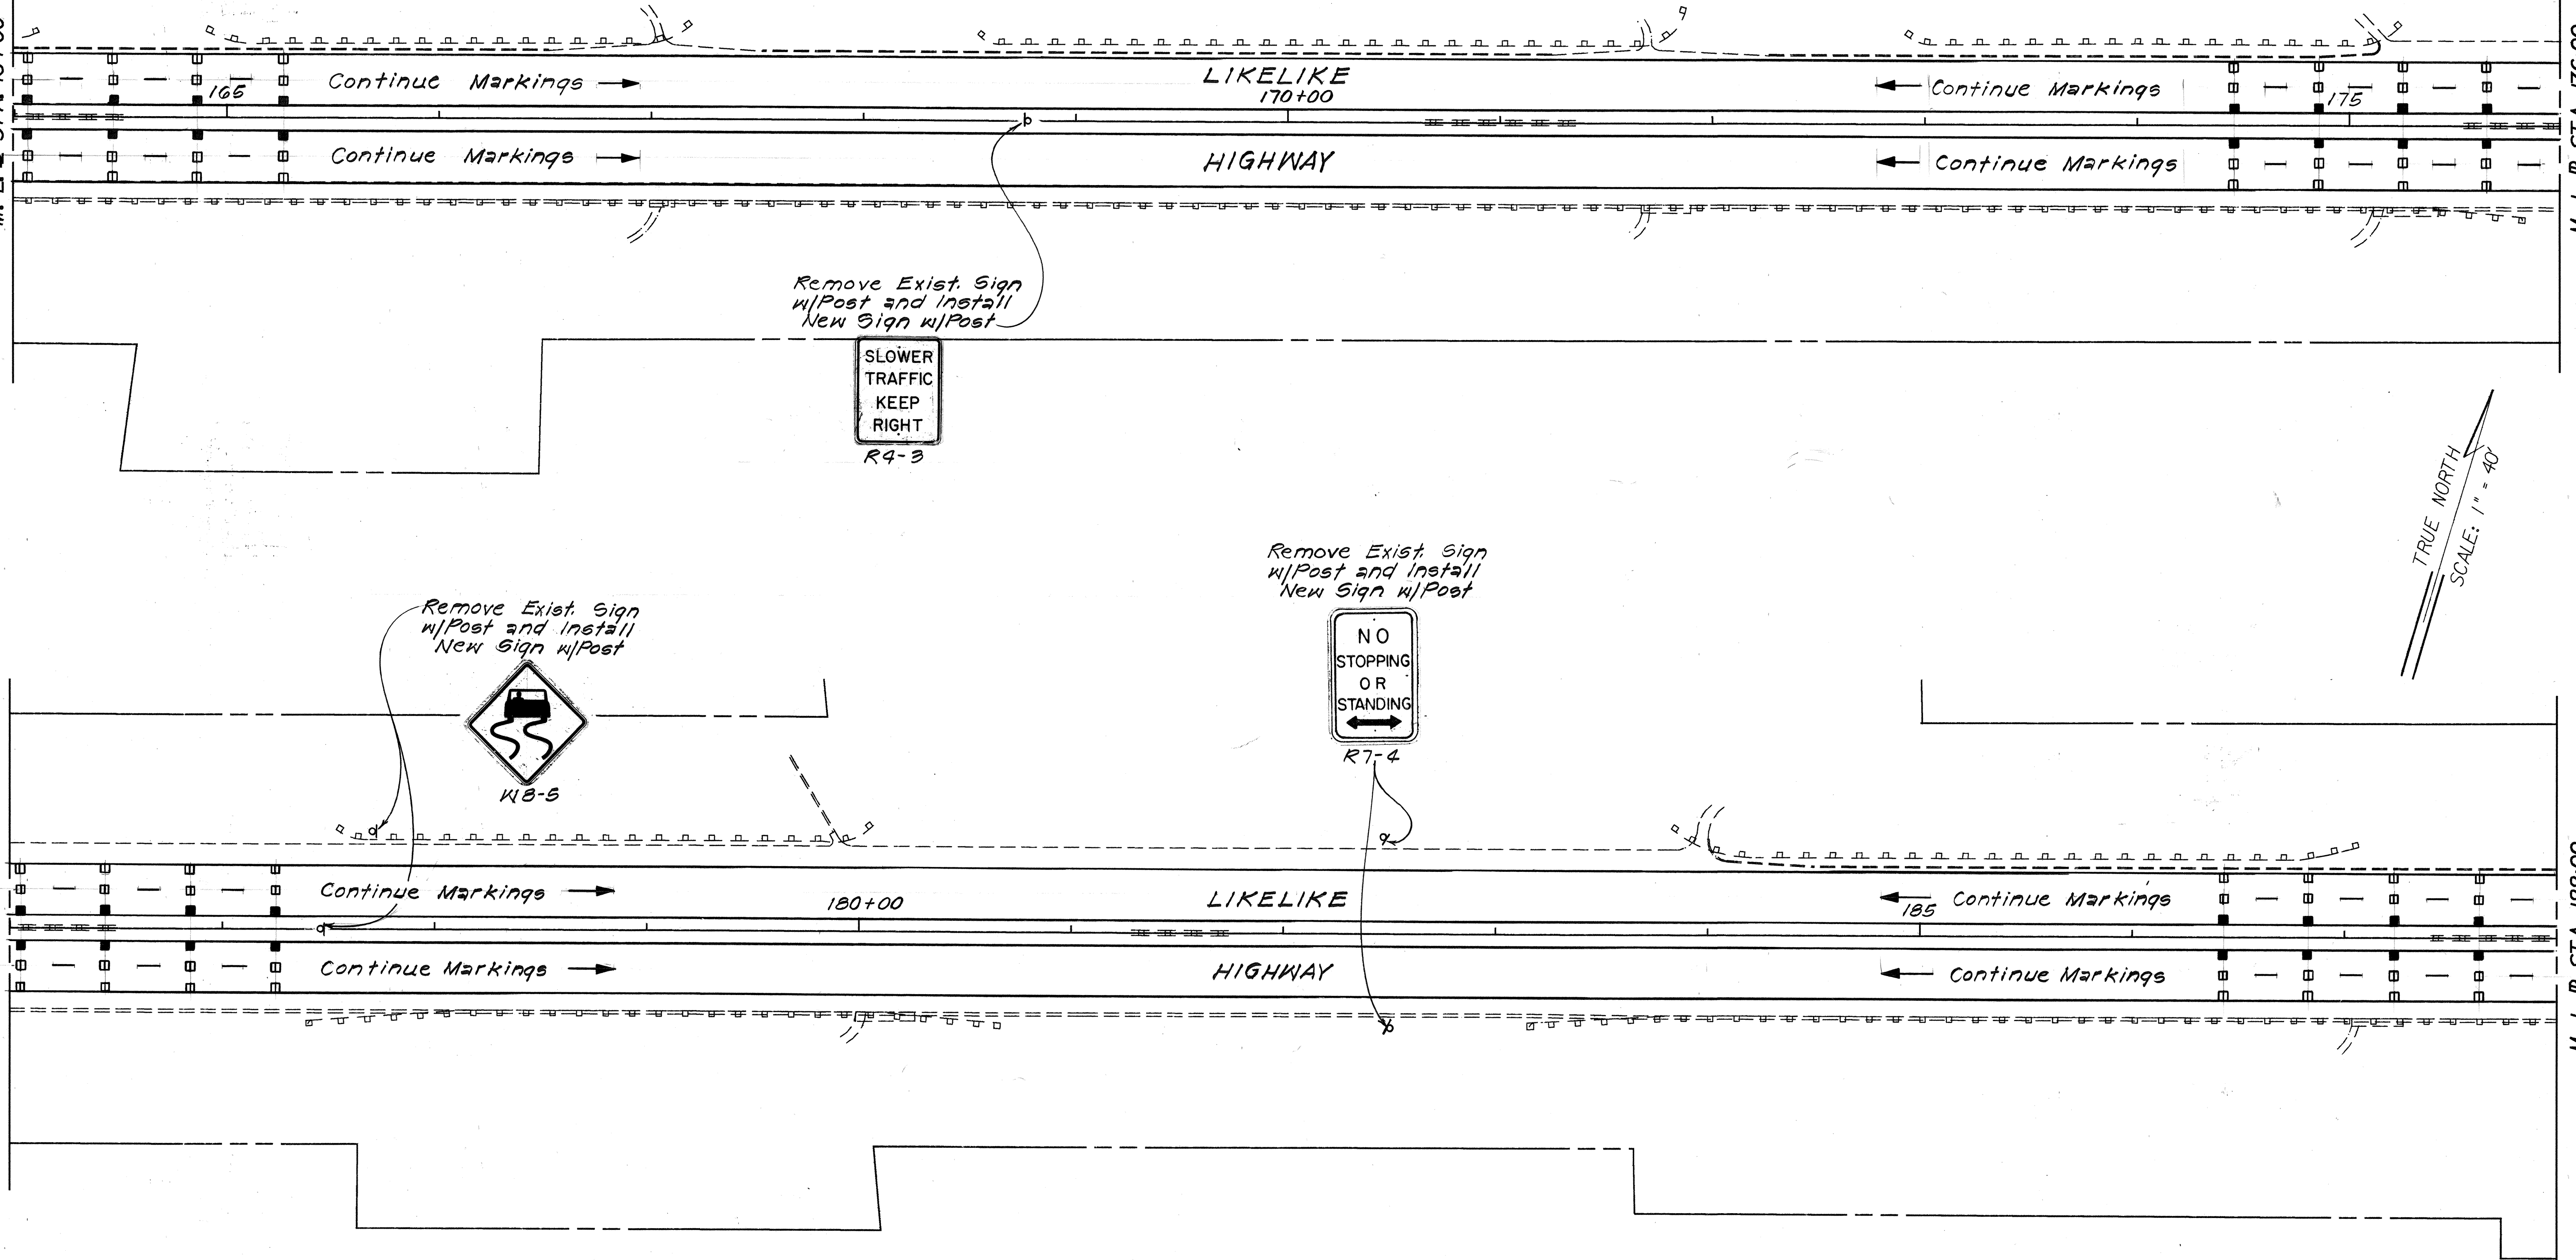 LIKELIKE
170+00
HIGHWAY
Continue Markings
165
Continue Markings
Continue Markings
175
Continue Markings
Remove Exist. Sign
w/Post and Install
New Sign w/Post
SLOWER
TRAFFIC
KEEP
RIGHT
R4-3
TRUE NORTH
SCALE: 1" = 40'
Remove Exist. Sign
w/Post and Install
New Sign w/Post
W8-5
Remove Exist. Sign
w/Post and Install
New Sign w/Post
NO
STOPPING
OR
STANDING
R7-4
Continue Markings
180+00
LIKELIKE
185
Continue Markings
Continue Markings
HIGHWAY
Continue Markings